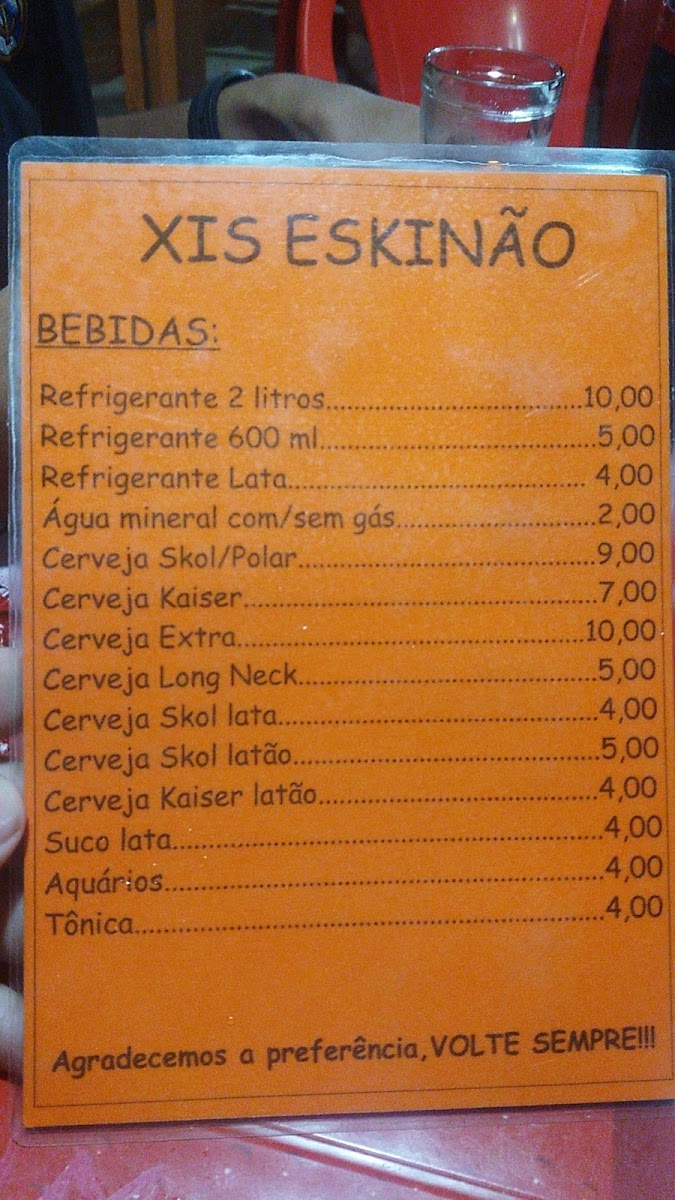 XIS ESKINÃO
BEBIDAS:
Refrigerante 2 litros..............................10,00
Refrigerante 600 ml.................................5,00
Refrigerante Lata................................... 4,00
Água mineral com/sem gás........................2,00
Cerveja Skol/Polar...................................9,00
Cerveja Kaiser..........................................7,00
Cerveja Extra.........................................10,00
Cerveja Long Neck...................................5,00
Cerveja Skol lata......................................4,00
Cerveja Skol latão....................................5,00
Cerveja Kaiser latão.................................4,00
Suco lata...................................................4,00
Aquários....................................................4,00
Tônica.......................................................4,00
Agradecemos a preferência,VOLTE SEMPRE!!!